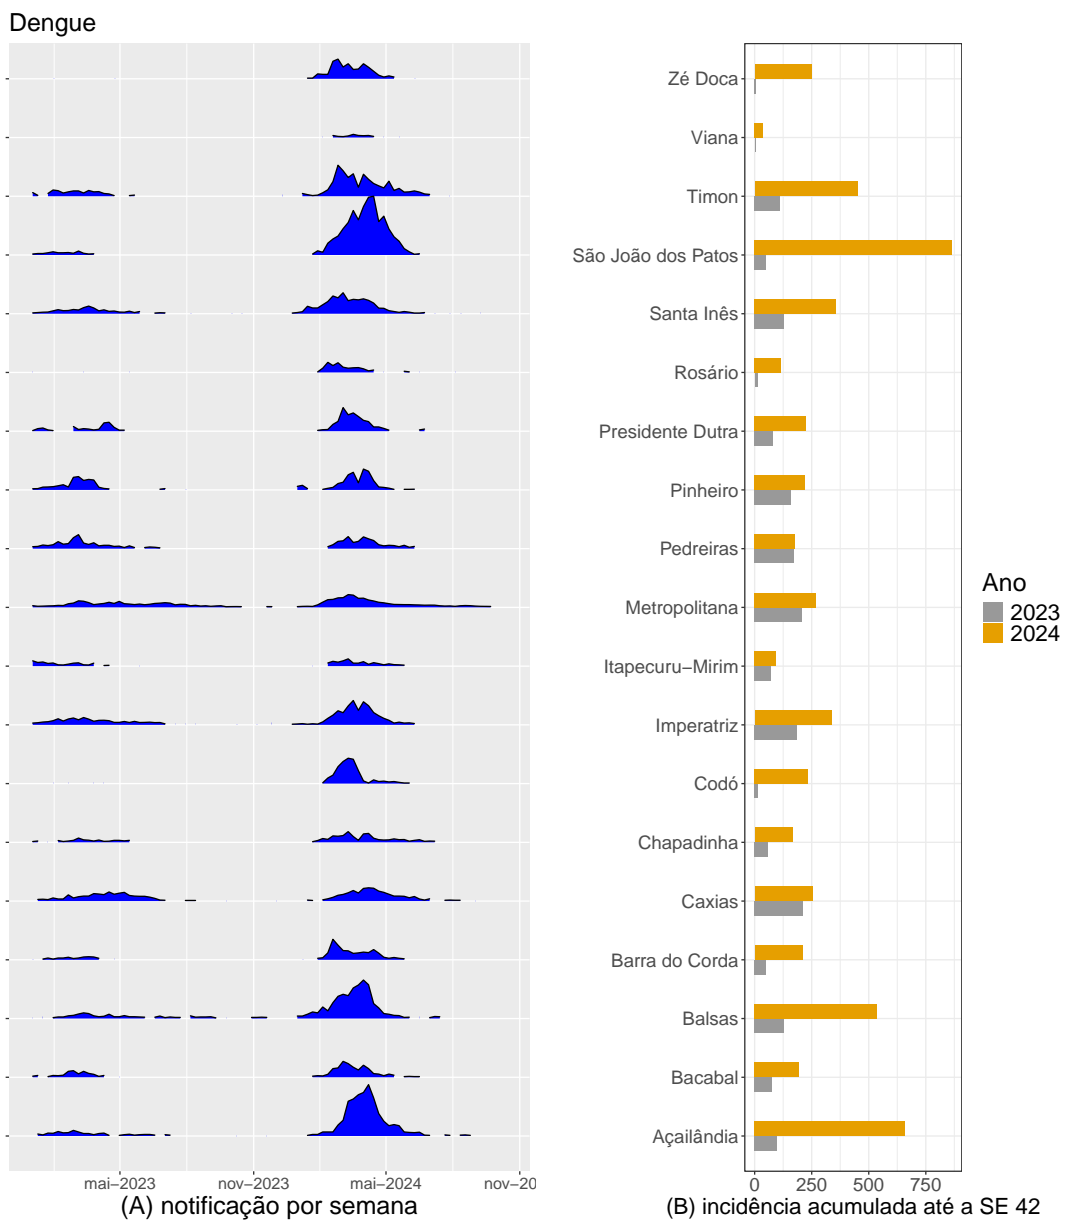 Dengue
Zé Doca
Viana
Timon
São João dos Patos
Santa Inês
Rosário
Presidente Dutra
Pinheiro
Pedreiras
Metropolitana
Itapecuru−Mirim
Imperatriz
Codó
Chapadinha
Caxias
Barra do Corda
Balsas
Bacabal
Açailândia
Ano
2023
2024
mai−2023 nov−2023 mai−2024 nov−20
(A) notificação por semana
0 250 500 750
(B) incidência acumulada até a SE 42